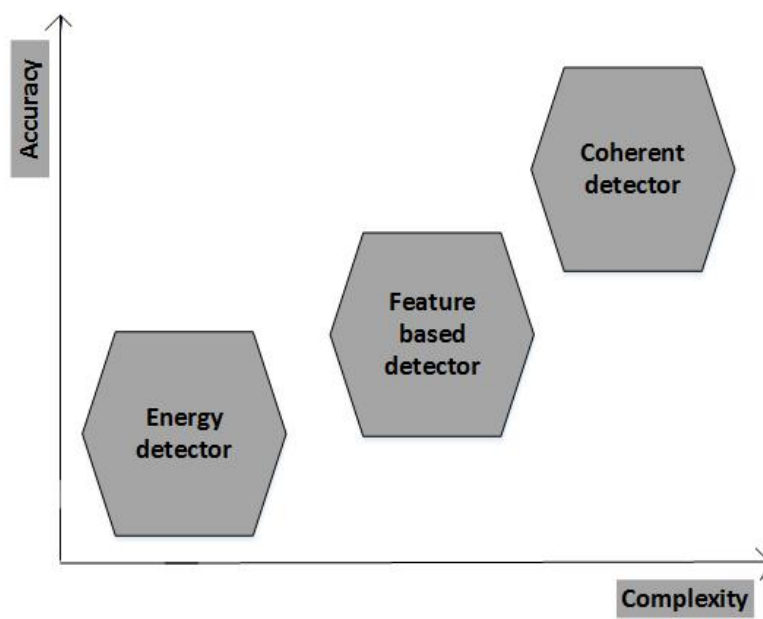 Accuracy
Coherent
detector
Feature
based
detector
Energy
detector
Complexity